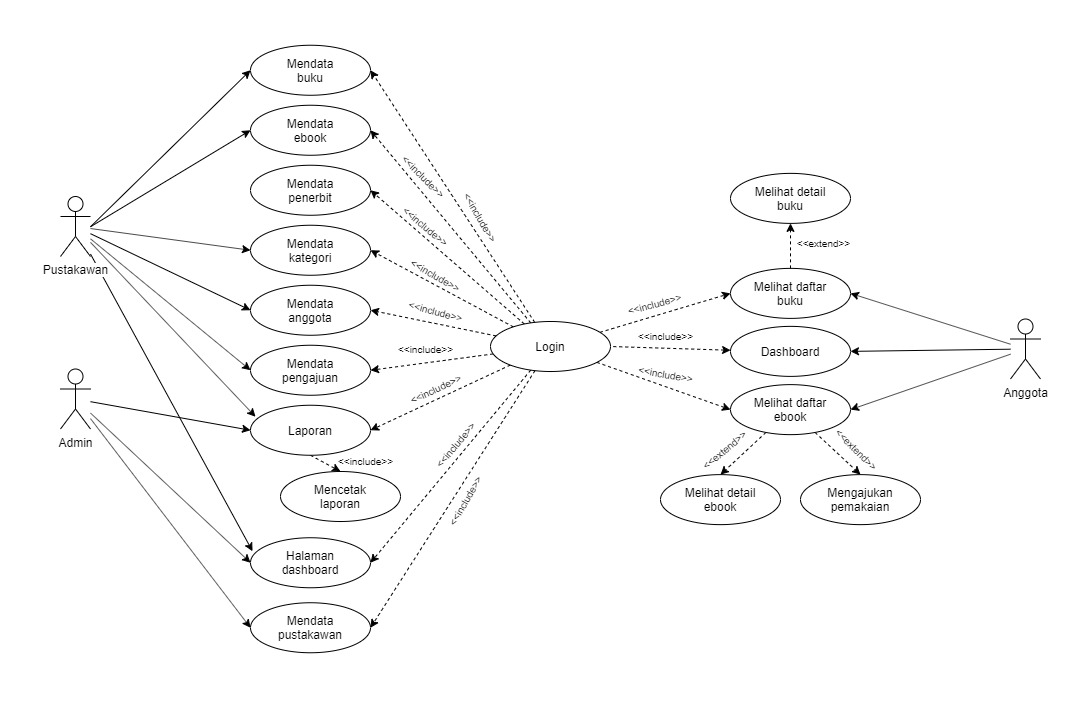 Mendata
buku
Mendata
ebook
<<include>>
<<include>>
Mendata
penerbit
<<include>>
Pustakawan
Mendata
kategori
<<include>>
Mendata
anggota
<<include>>
Mendata
pengajuan
<<include>>
Admin
Laporan
<<include>>
<<include>>
Mencetak
laporan
<<include>>
Halaman
dashboard
<<include>>
Mendata
pustakawan
Login
Melihat detail
buku
<<extend>>
<<include>>
Melihat daftar
buku
<<include>>
Dashboard
<<include>>
Melihat daftar
ebook
Anggota
<<extend>>
<<extend>>
Melihat detail
ebook
Mengajukan
pemakaian